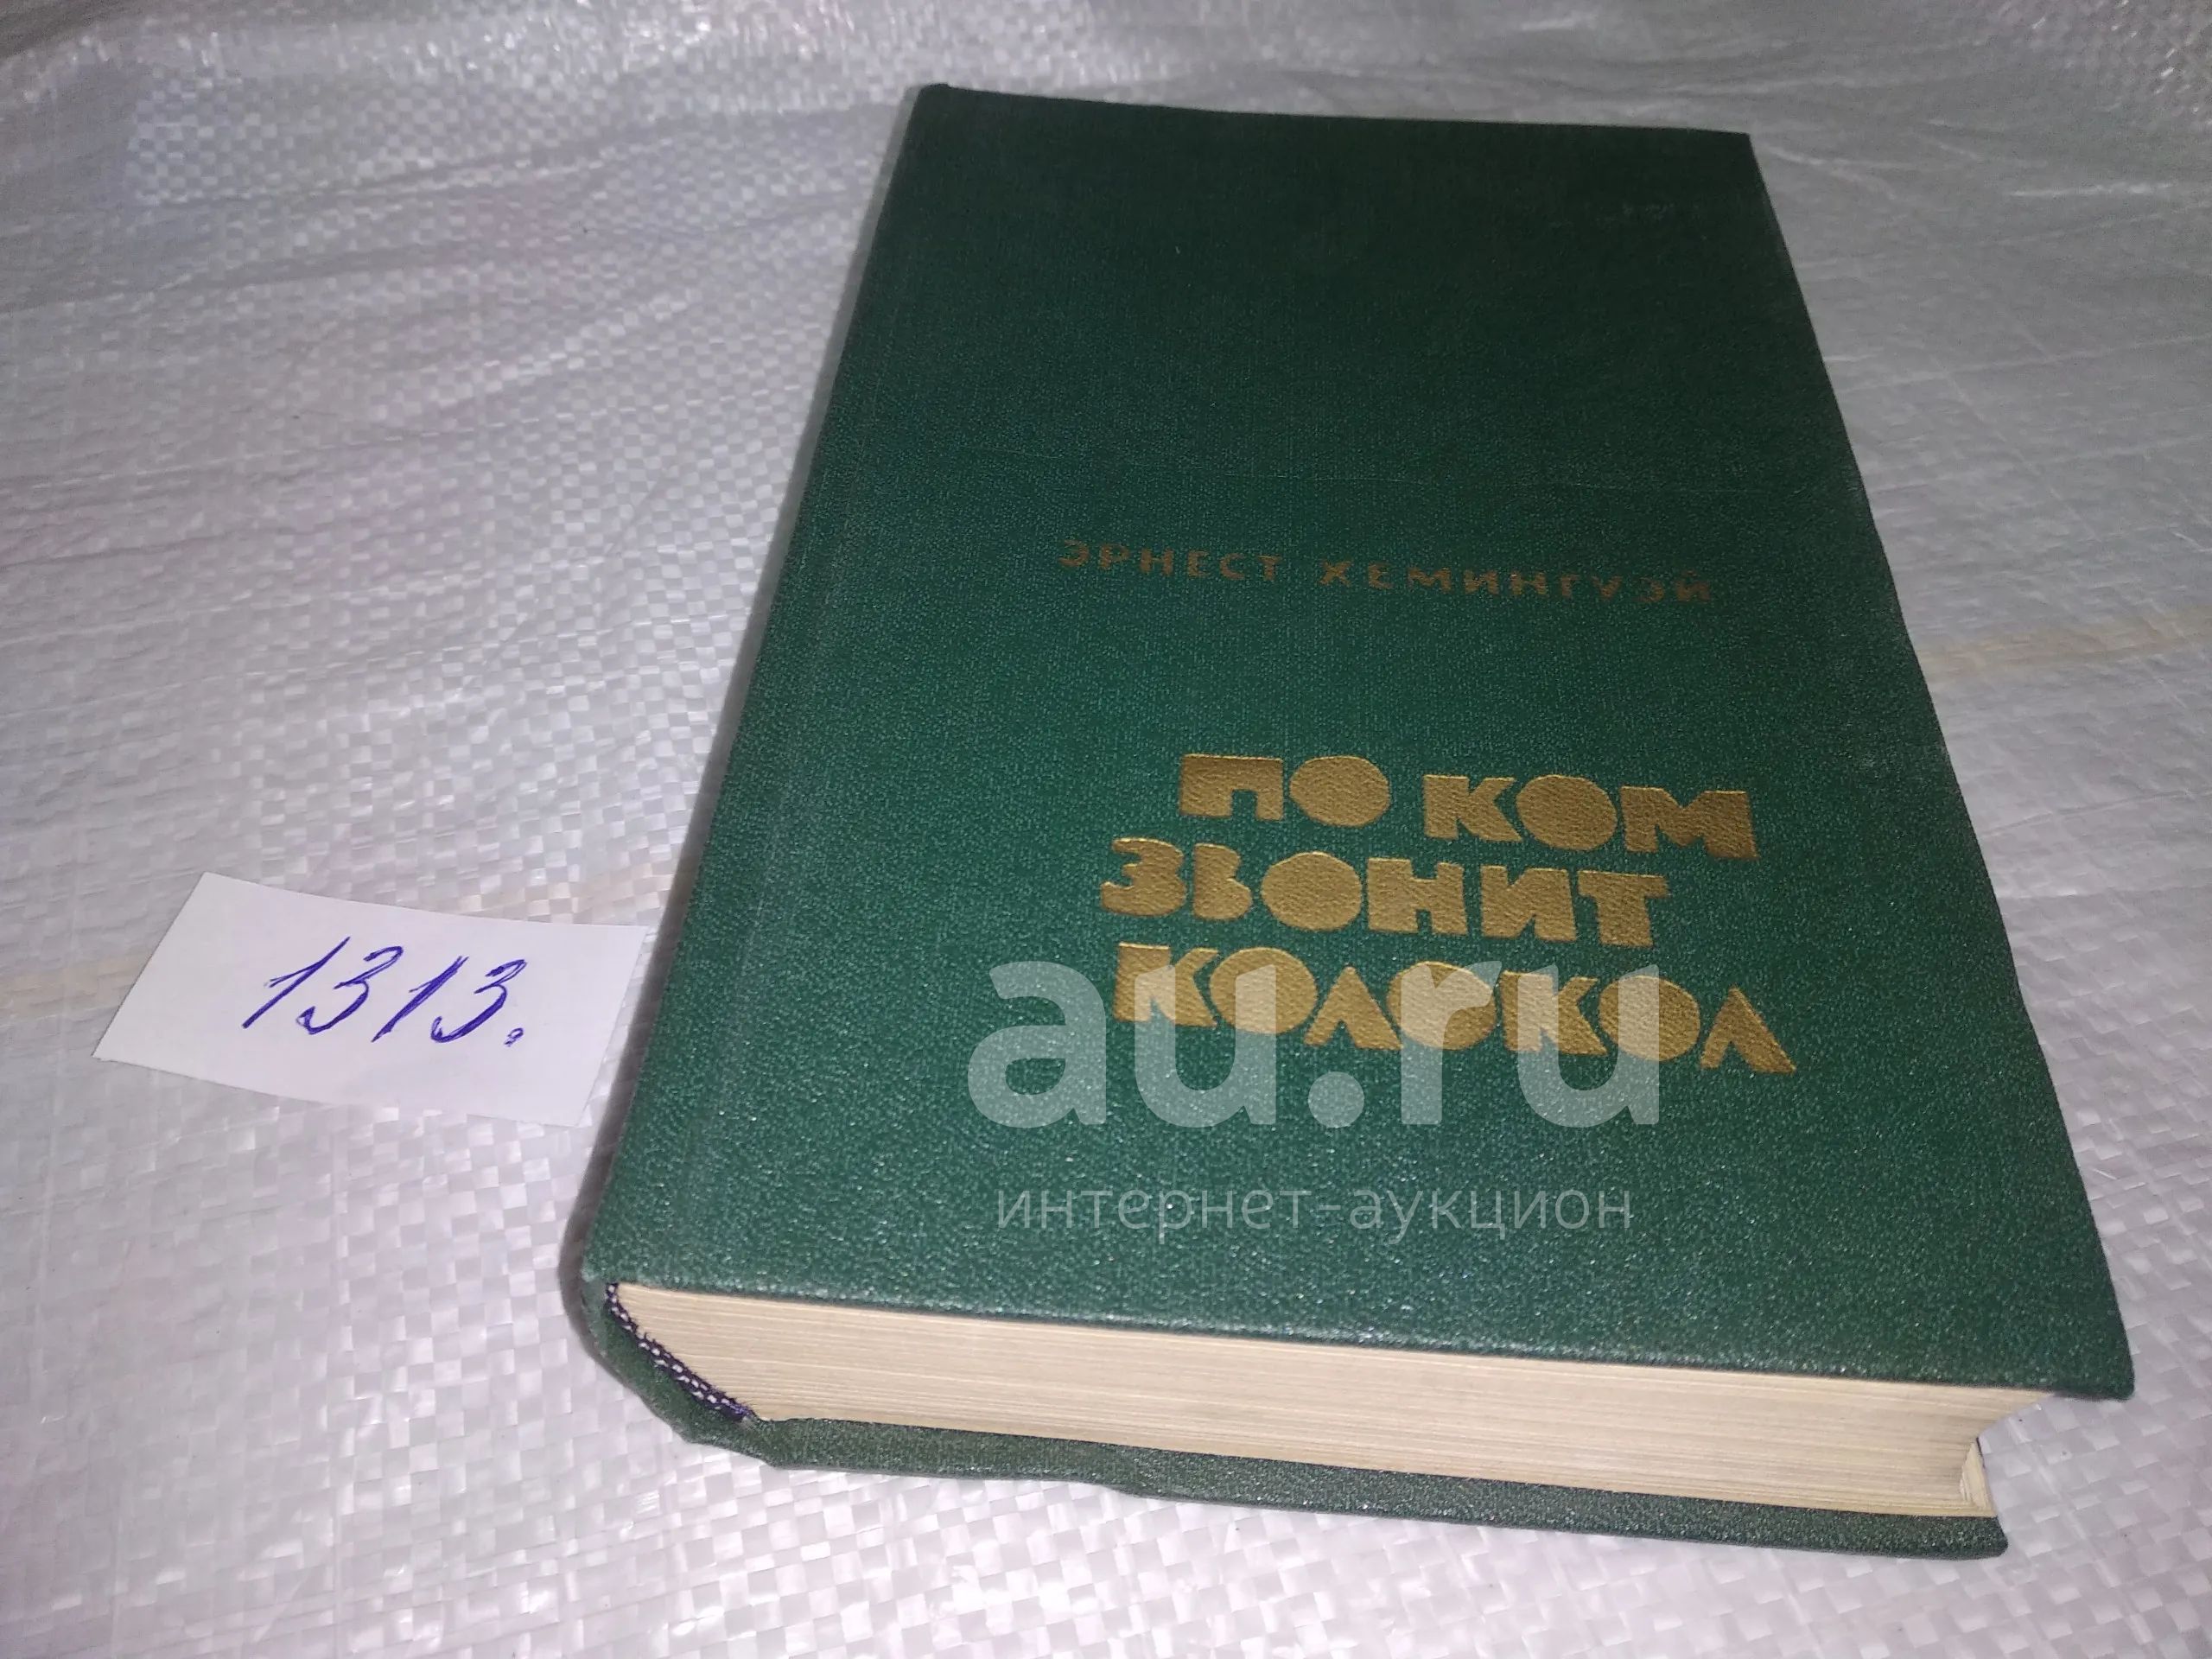 ЭРНЕСТ ХЕМИНГУЭЙ
ПО КОМ
ЗВОНИТ
КОЛОКОЛ
1313.
au.ru
интернет-аукцион